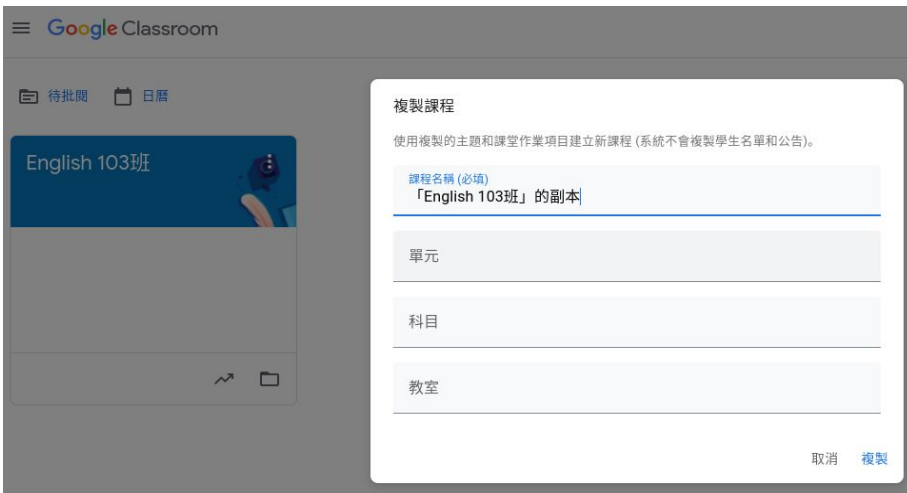 Google Classroom
待批閱 日曆
English 103班
複製課程
使用複製的主題和課堂作業項目建立新課程 (系統不會複製學生名單和公告)。
課程名稱 (必填)
「English 103班」的副本
單元
科目
教室
取消 複製